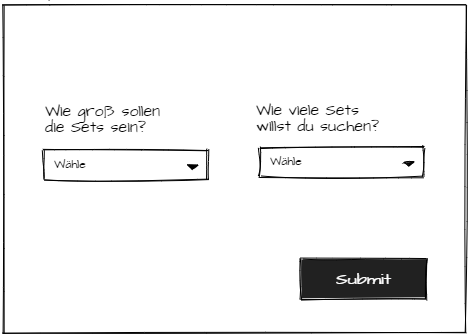 Wie groß sollen
die Sets sein?
Wähle
Wie viele Sets
willst du suchen?
Wähle
Submit